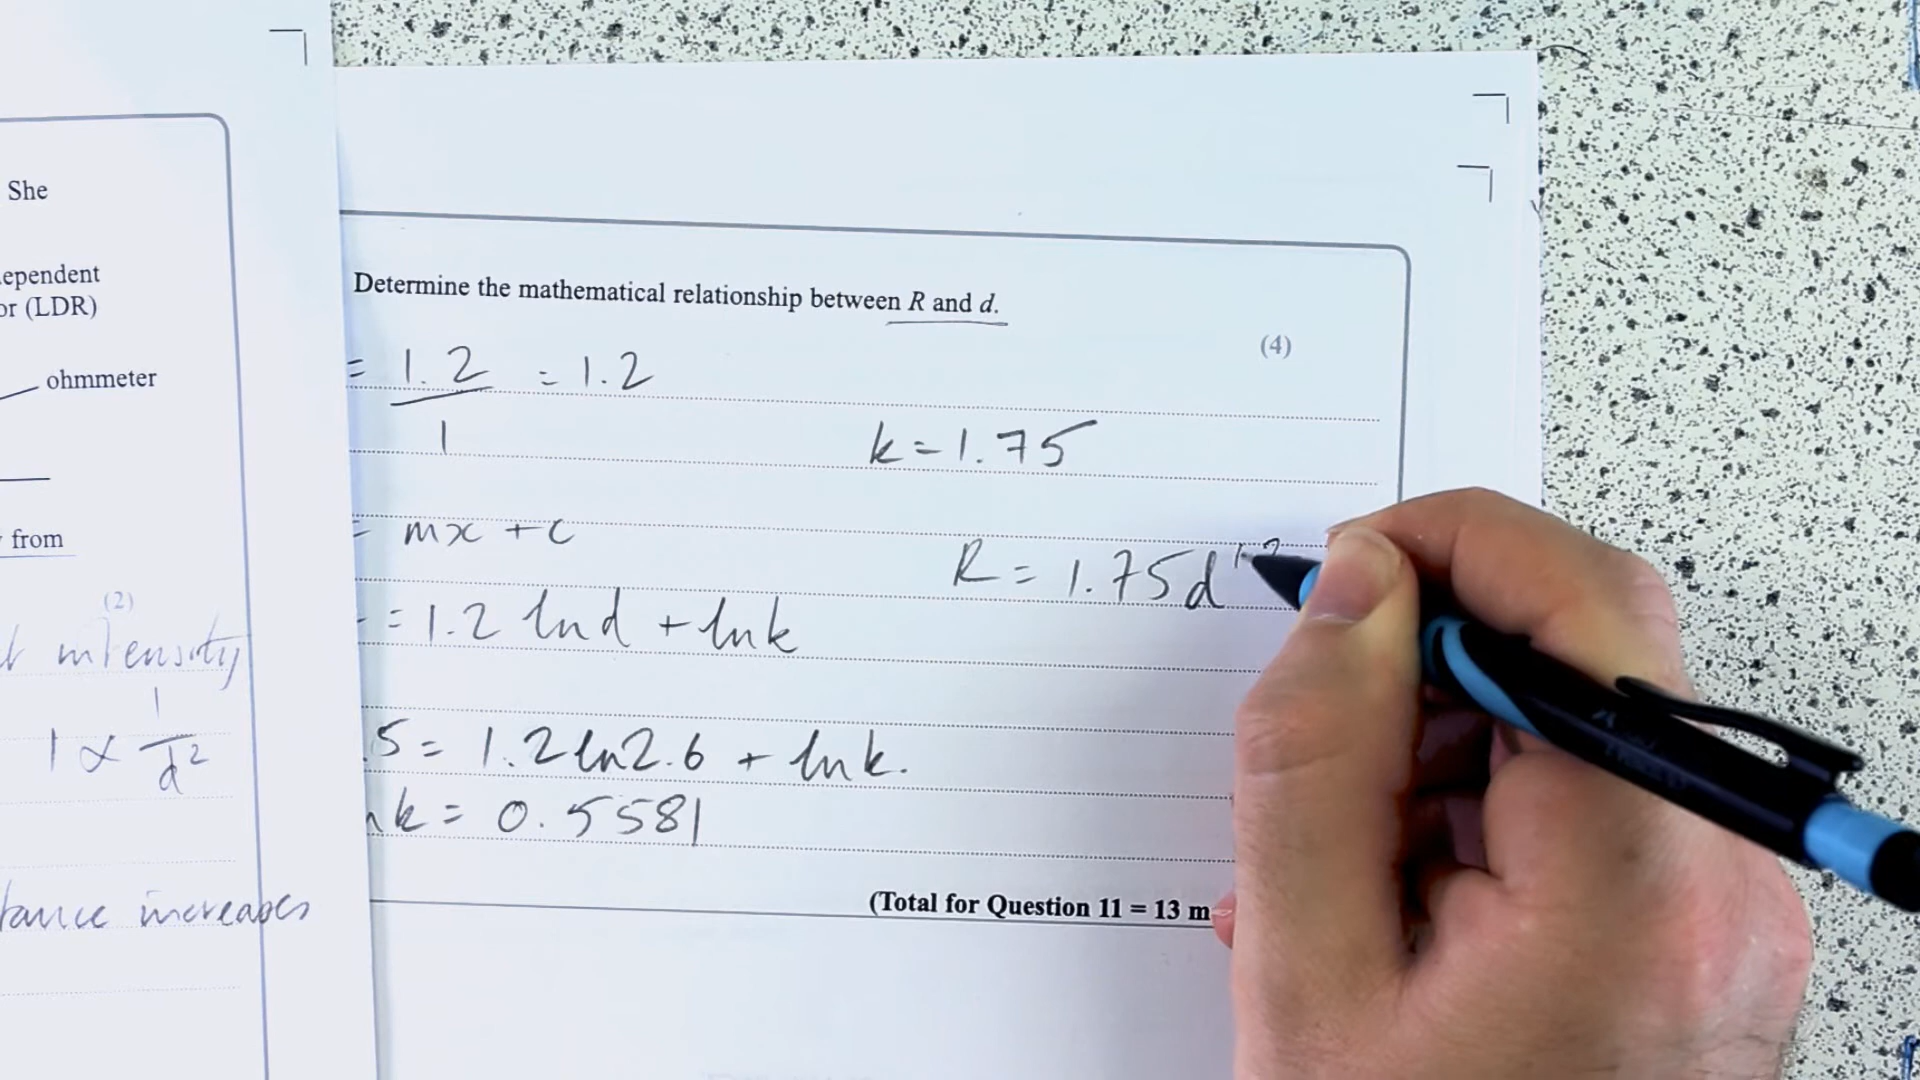 She
ependent
or (LDR)
ohmmeter
from
(2)
intensity
1 ∝ 1/d²
tance increases
Determine the mathematical relationship between R and d.
(4)
= 1.2/1 = 1.2
k = 1.75
= mx + c
R = 1.75d
= 1.2 lnd + lnk
.5 = 1.2 ln2.6 + lnk.
k = 0.5581
(Total for Question 11 = 13 m